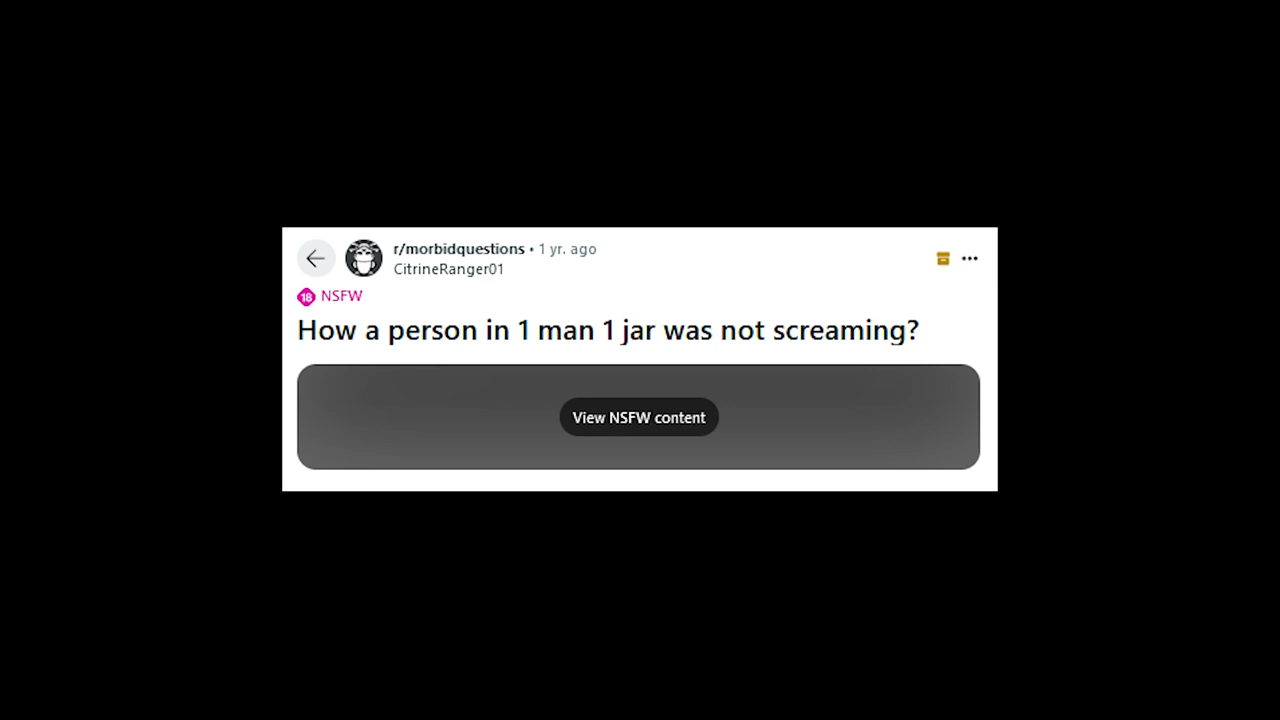 r/morbidquestions • 1 yr. ago
CitrineRanger01
18 NSFW
How a person in 1 man 1 jar was not screaming?
View NSFW content